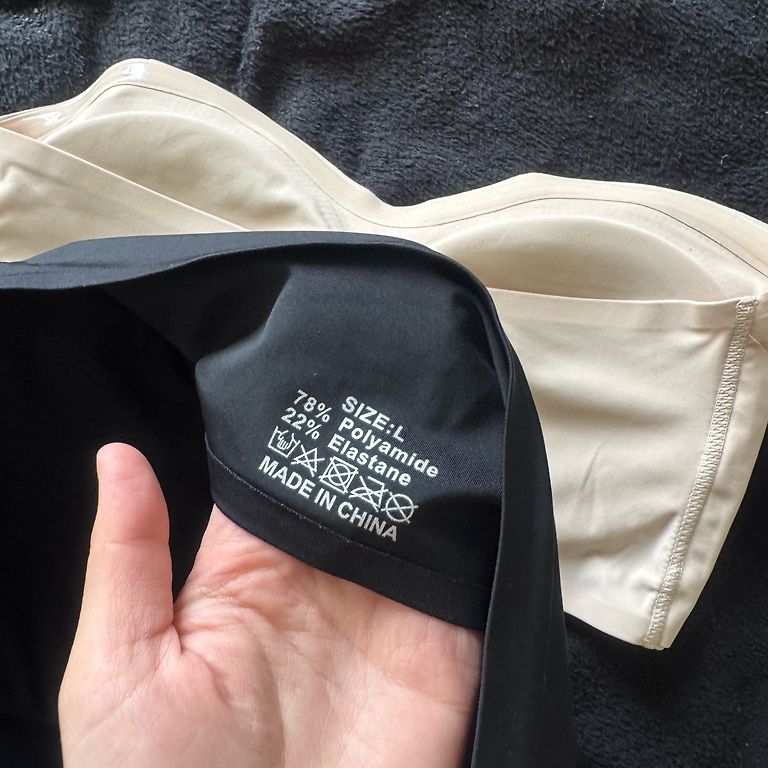 SIZE:L
78% Polyamide
22% Elastane
MADE IN CHINA